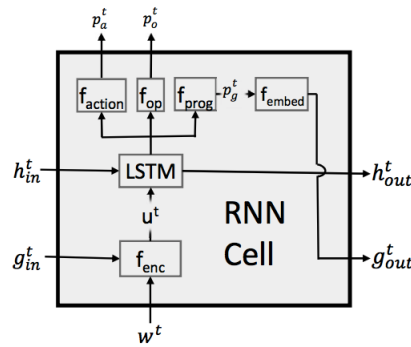 p_a^t p_o^t
f_action f_op f_prog p_g^t f_embed
h_in^t LSTM h_out^t
u^t RNN
g_in^t f_enc Cell g_out^t
w^t